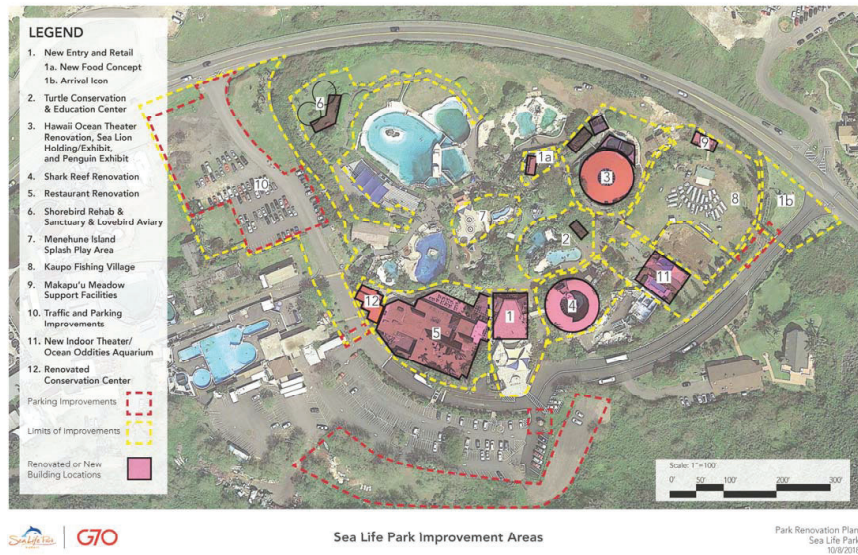 LEGEND
1. New Entry and Retail
1a. New Food Concept
1b. Arrival Icon
2. Turtle Conservation
& Education Center
3. Hawaii Ocean Theater
Renovation, Sea Lion
Holding/Exhibit,
and Penguin Exhibit
4. Shark Reef Renovation
5. Restaurant Renovation
6. Shorebird Rehab &
Sanctuary & Lovebird Aviary
7. Menehune Island
Splash Play Area
8. Kaupo Fishing Village
9. Makapu'u Meadow
Support Facilities
10. Traffic and Parking
Improvements
11. New Indoor Theater/
Ocean Oddities Aquarium
12. Renovated
Conservation Center
Parking Improvements
Limits of Improvements
Renovated or New
Building Locations
6
9
1a
3
10
8
1b
7
2
11
12
4
1
5
Scale: 1"=100'
0' 50' 100' 200' 300'
Sea Life Park
G70
Sea Life Park Improvement Areas
Park Renovation Plan
Sea Life Park
10/8/2018